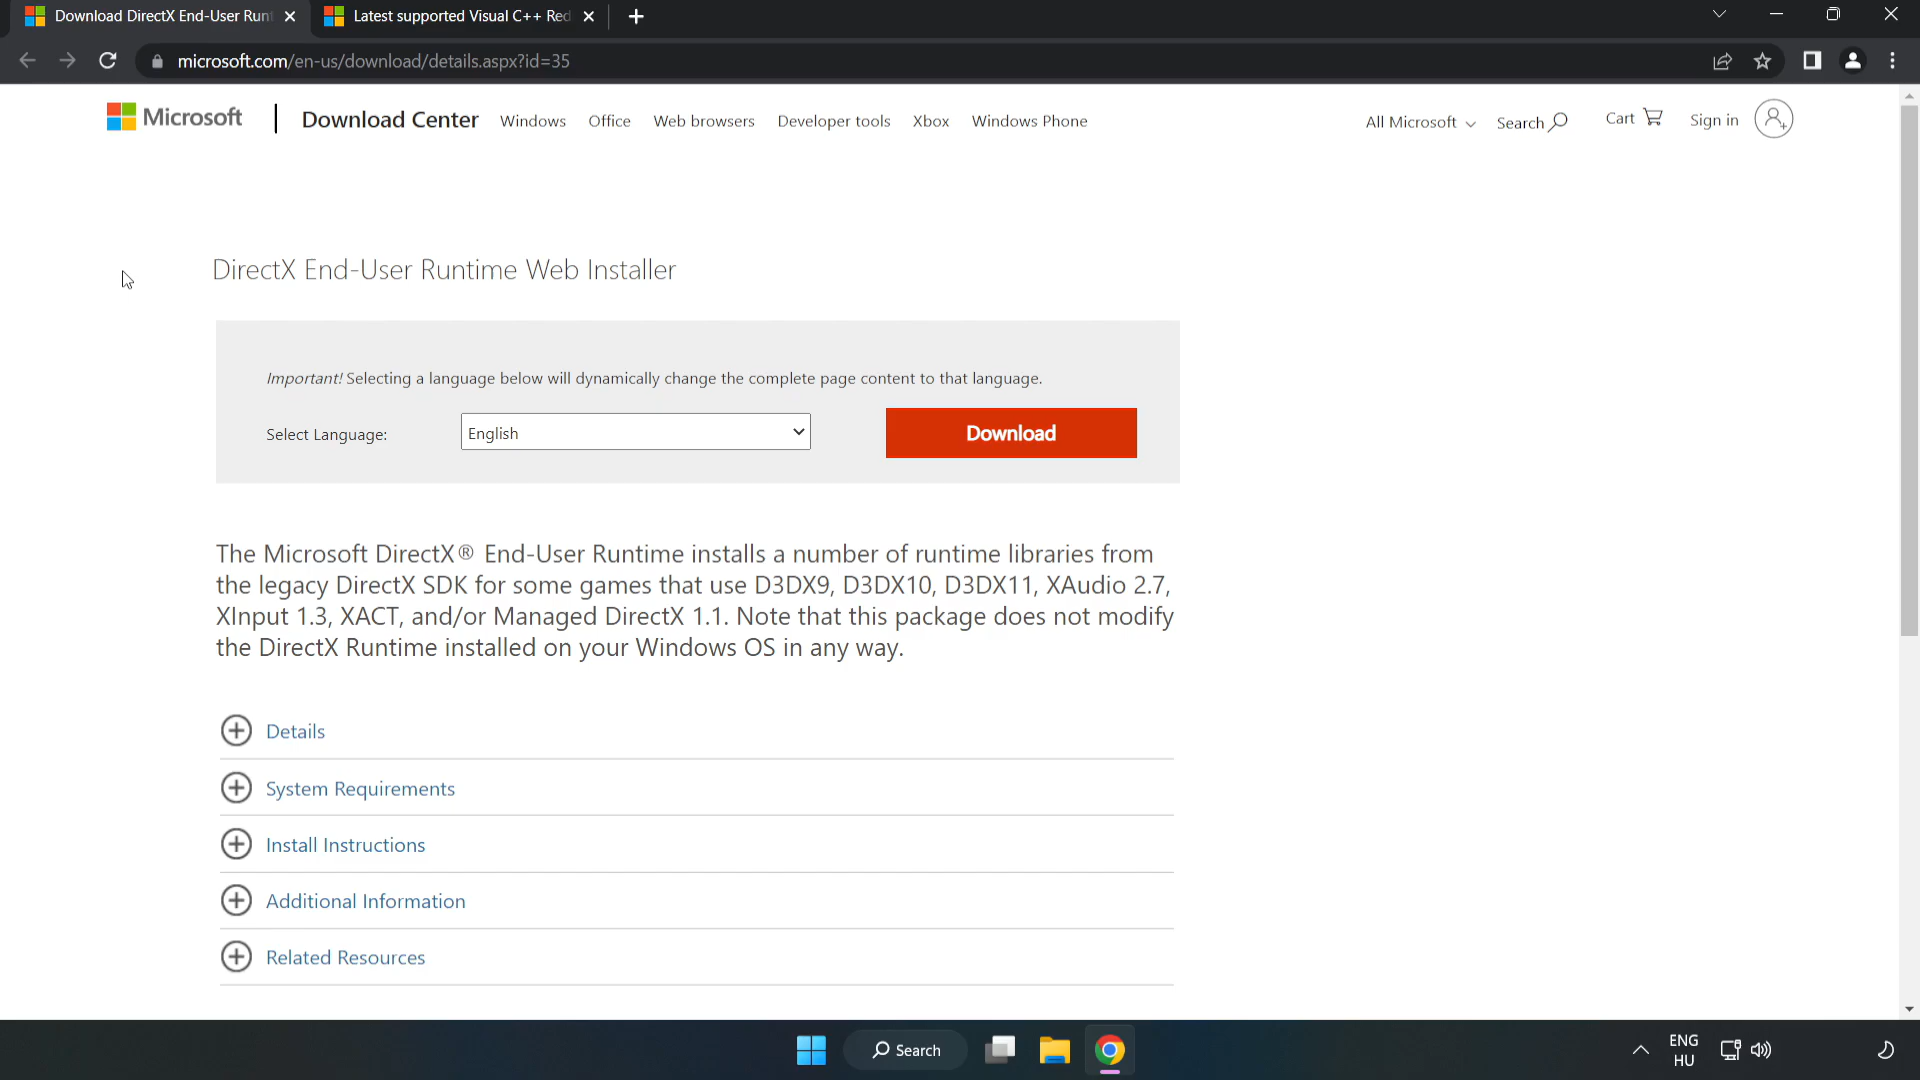 Download DirectX End-User Runt
Latest supported Visual C++ Red
microsoft.com/en-us/download/details.aspx?id=35
Microsoft
Download Center
Windows
Office
Web browsers
Developer tools
Xbox
Windows Phone
All Microsoft
Search
Cart
Sign in
DirectX End-User Runtime Web Installer
Important! Selecting a language below will dynamically change the complete page content to that language.
Select Language:
English
Download
The Microsoft DirectX® End-User Runtime installs a number of runtime libraries from
the legacy DirectX SDK for some games that use D3DX9, D3DX10, D3DX11, XAudio 2.7,
XInput 1.3, XACT, and/or Managed DirectX 1.1. Note that this package does not modify
the DirectX Runtime installed on your Windows OS in any way.
Details
System Requirements
Install Instructions
Additional Information
Related Resources
Search
ENG
HU